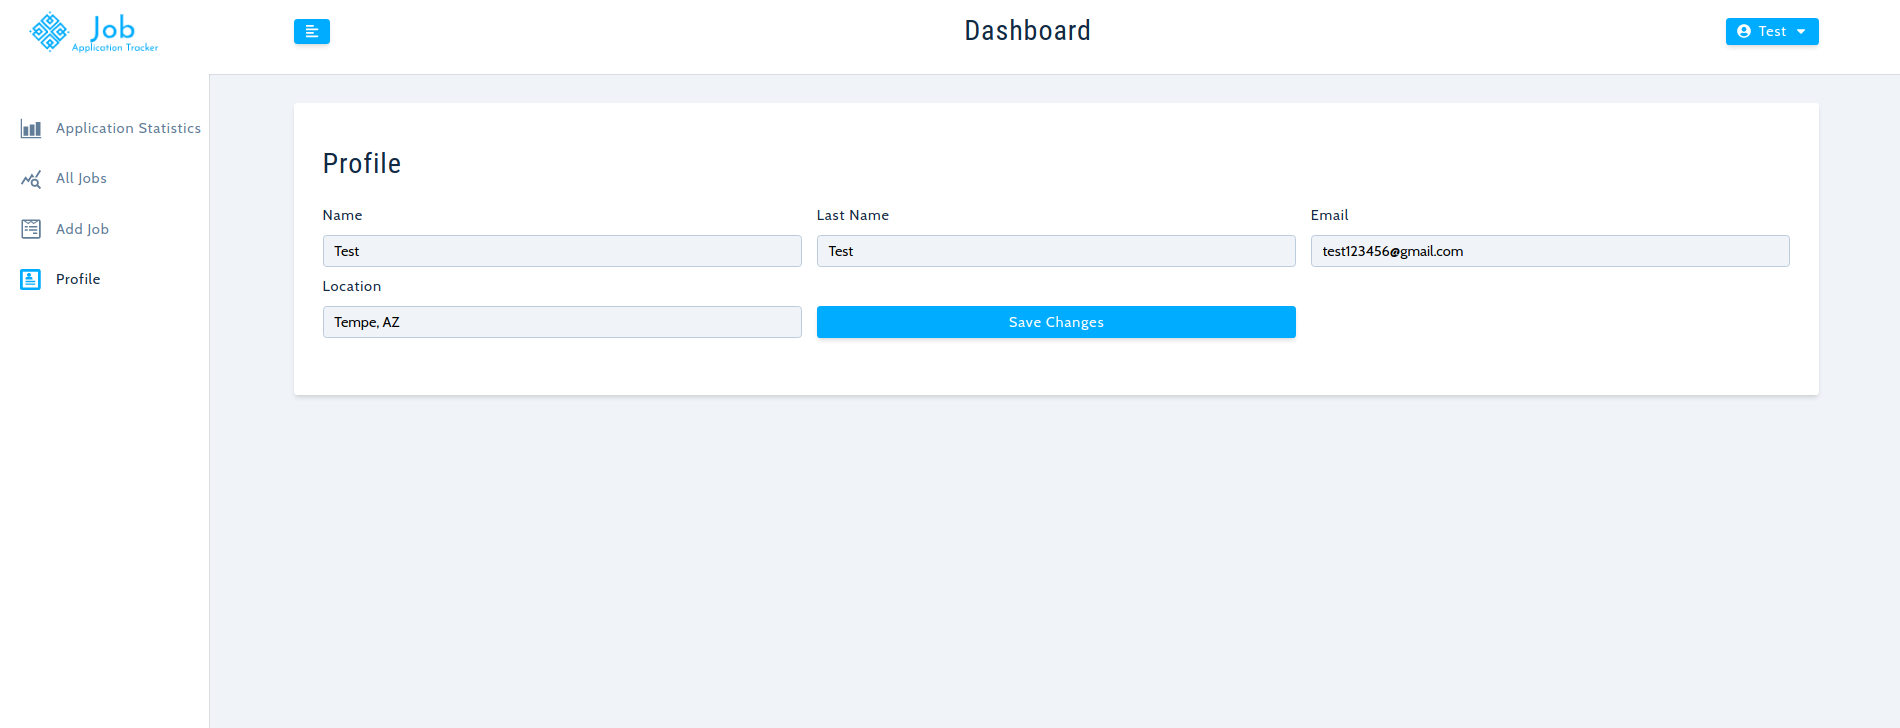 Job
Application Tracker
Dashboard
Test
Application Statistics
All Jobs
Add Job
Profile
Profile
Name
Last Name
Email
Test
Test
test123456@gmail.com
Location
Tempe, AZ
Save Changes